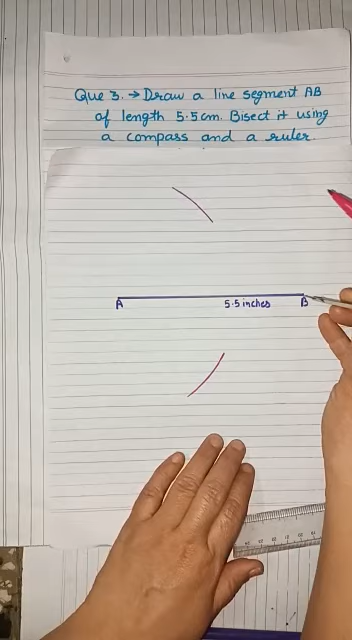 Que 3. → Draw a line segment AB
of length 5.5 cm. Bisect it using
a compass and a ruler.
A 5.5 inches B